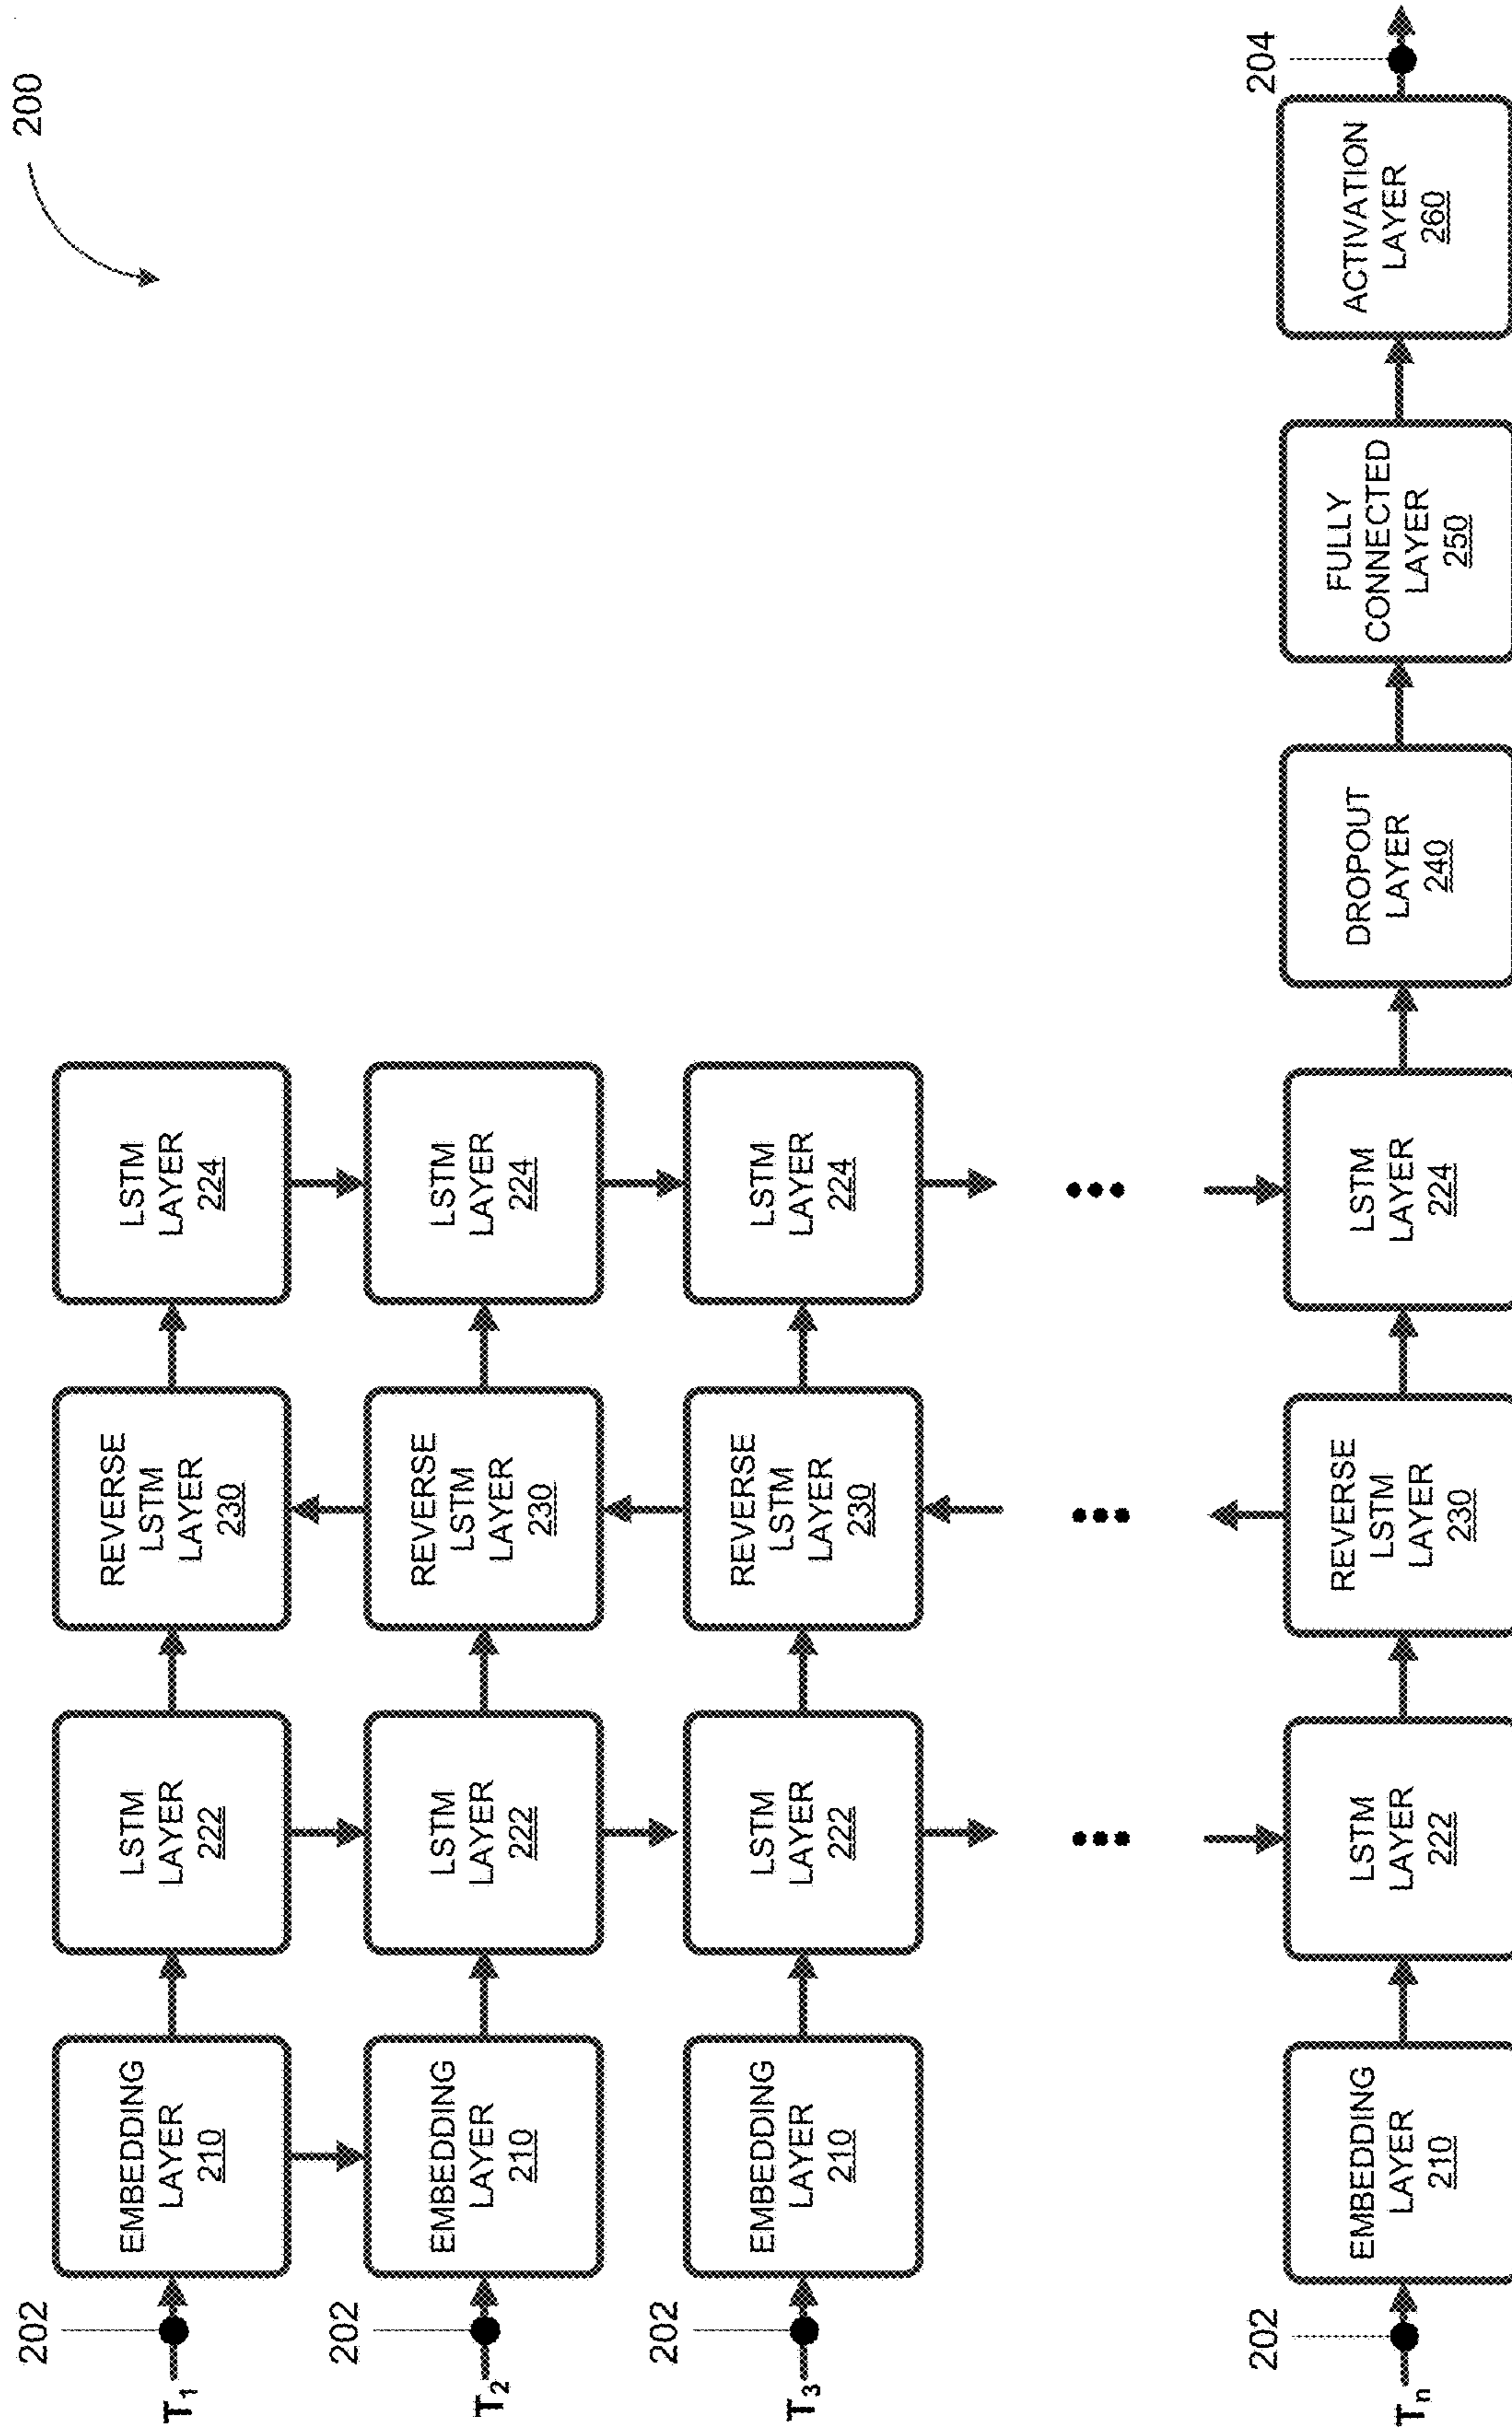 200
202
T1
EMBEDDING
LAYER
210
LSTM
LAYER
222
REVERSE
LSTM
LAYER
230
LSTM
LAYER
224
202
T2
EMBEDDING
LAYER
210
LSTM
LAYER
222
REVERSE
LSTM
LAYER
230
LSTM
LAYER
224
202
T3
EMBEDDING
LAYER
210
LSTM
LAYER
222
REVERSE
LSTM
LAYER
230
LSTM
LAYER
224
202
Tn
EMBEDDING
LAYER
210
LSTM
LAYER
222
REVERSE
LSTM
LAYER
230
LSTM
LAYER
224
DROPOUT
LAYER
240
FULLY
CONNECTED
LAYER
250
ACTIVATION
LAYER
260
204